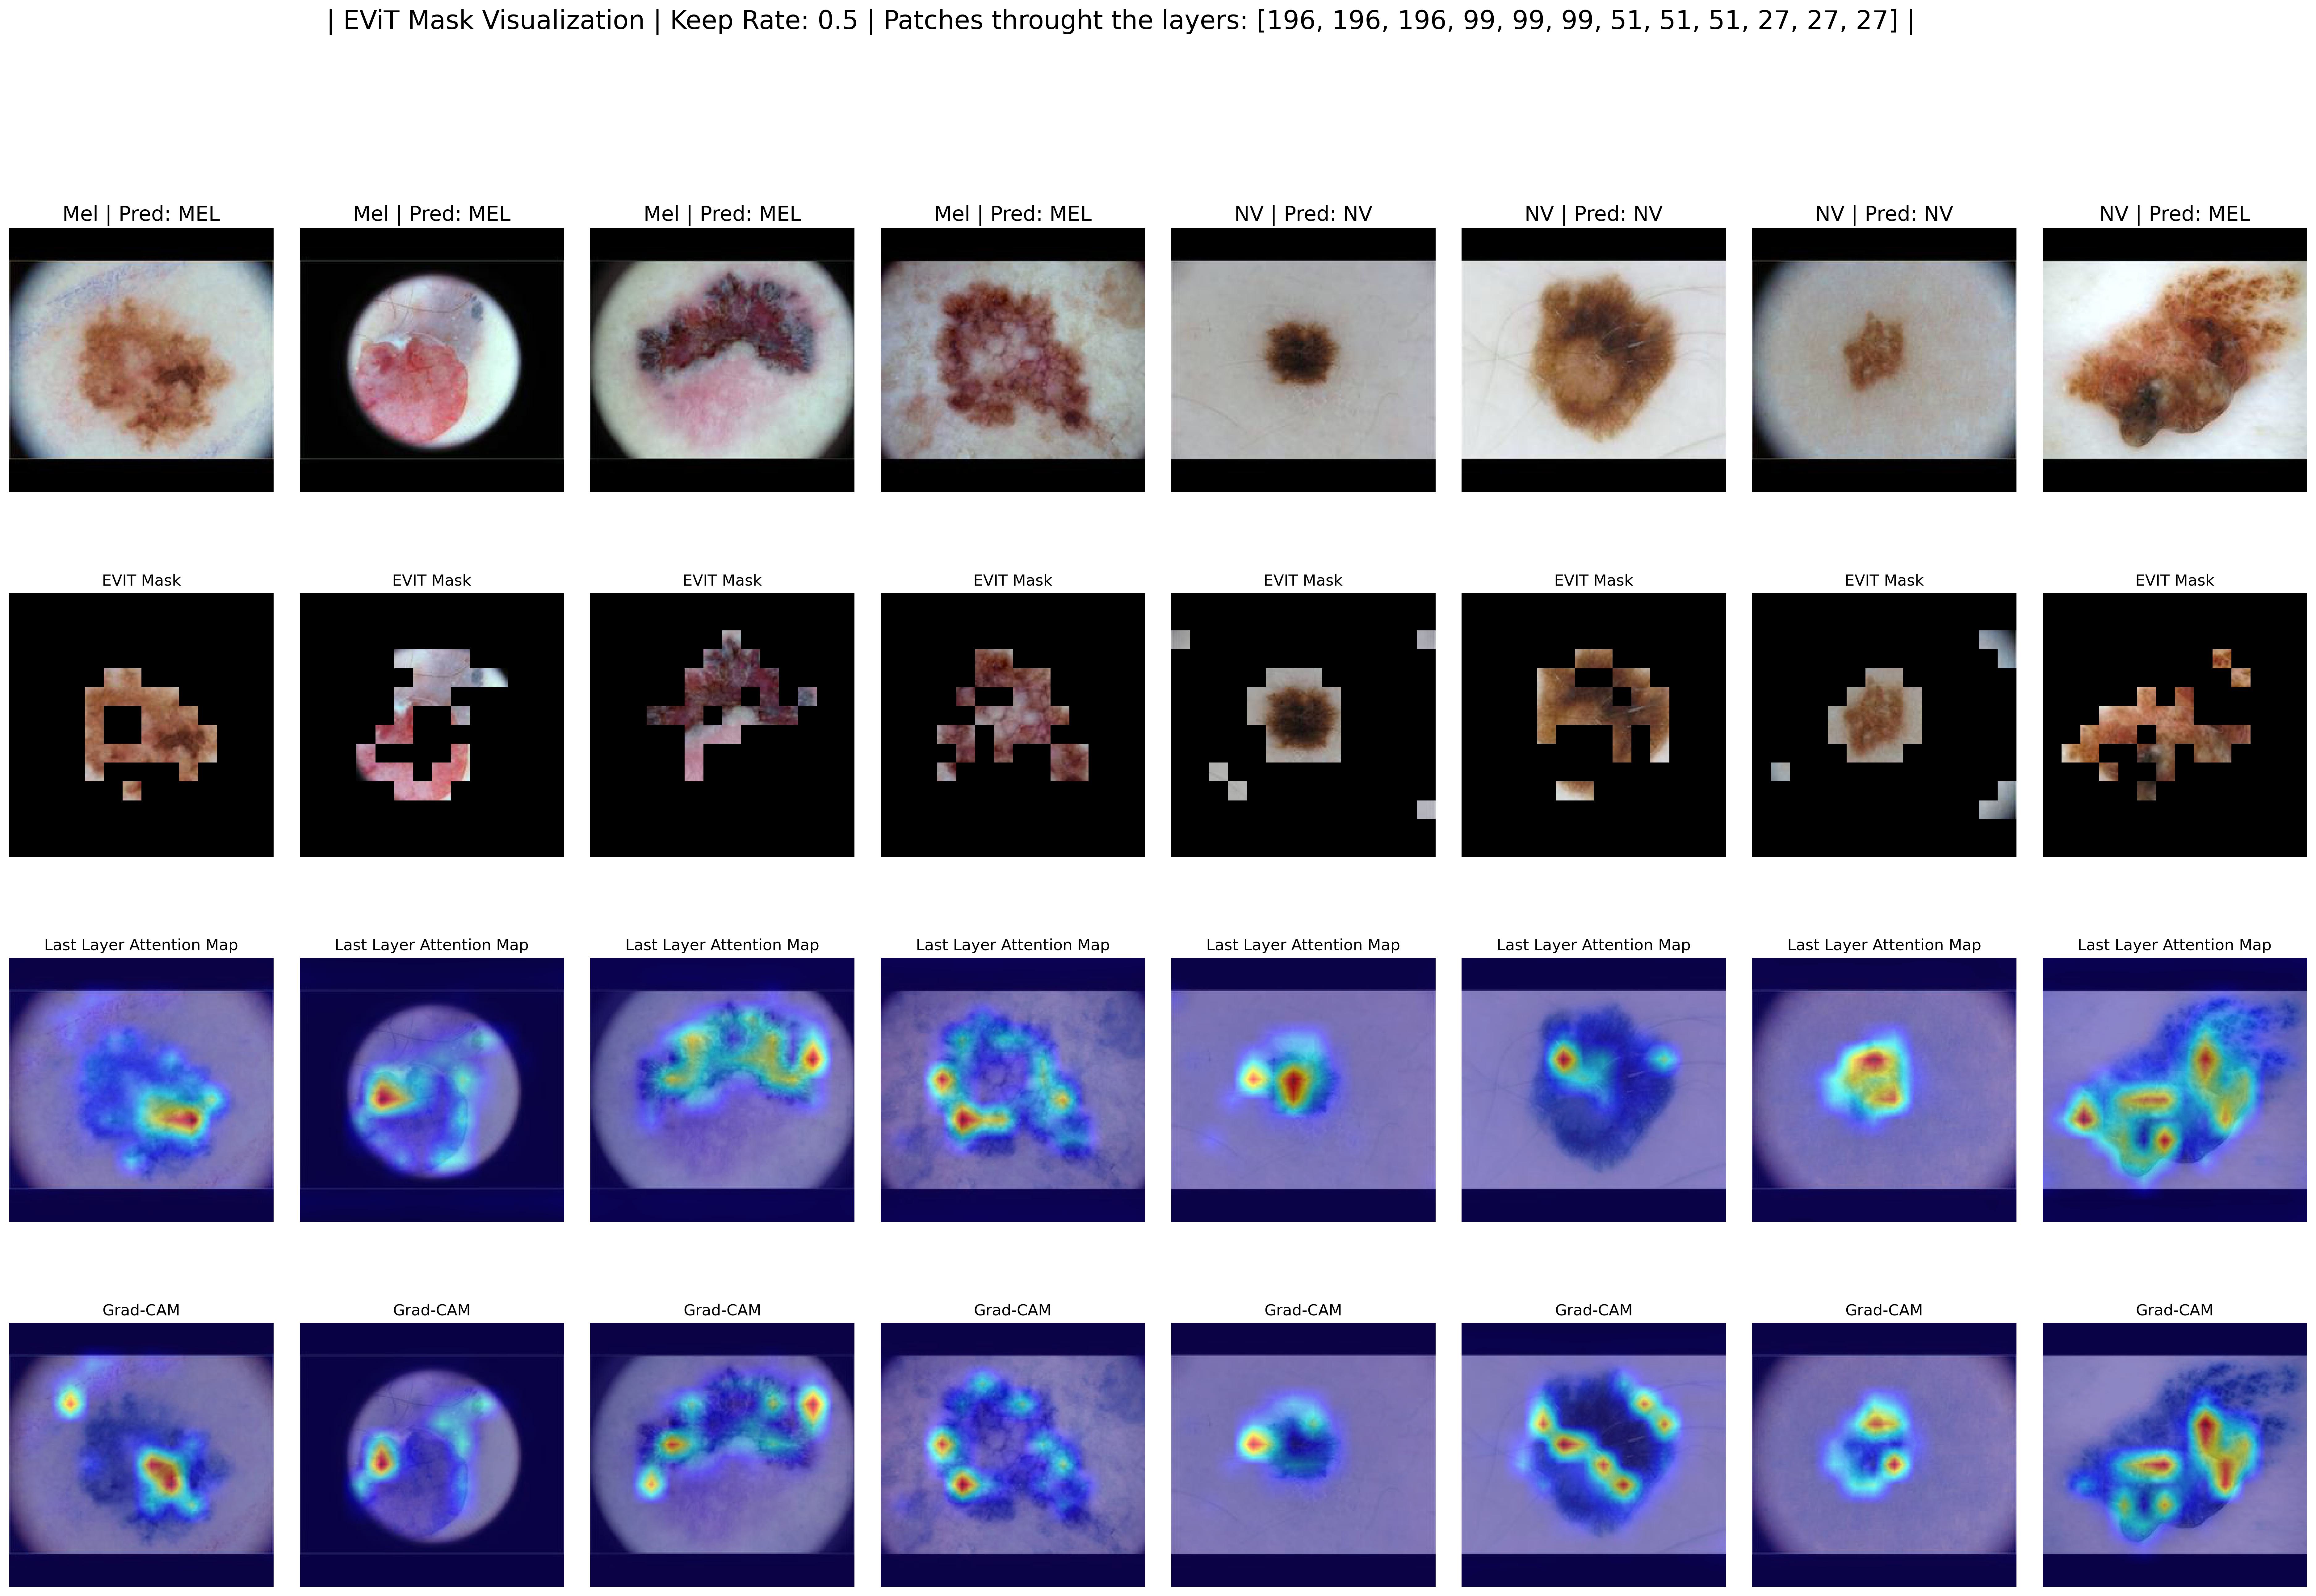 | EViT Mask Visualization | Keep Rate: 0.5 | Patches throught the layers: [196, 196, 196, 99, 99, 99, 51, 51, 51, 27, 27, 27] |
Mel | Pred: MEL
Mel | Pred: MEL
Mel | Pred: MEL
Mel | Pred: MEL
NV | Pred: NV
NV | Pred: NV
NV | Pred: NV
NV | Pred: MEL
EVIT Mask
EVIT Mask
EVIT Mask
EVIT Mask
EVIT Mask
EVIT Mask
EVIT Mask
EVIT Mask
Last Layer Attention Map
Last Layer Attention Map
Last Layer Attention Map
Last Layer Attention Map
Last Layer Attention Map
Last Layer Attention Map
Last Layer Attention Map
Last Layer Attention Map
Grad-CAM
Grad-CAM
Grad-CAM
Grad-CAM
Grad-CAM
Grad-CAM
Grad-CAM
Grad-CAM